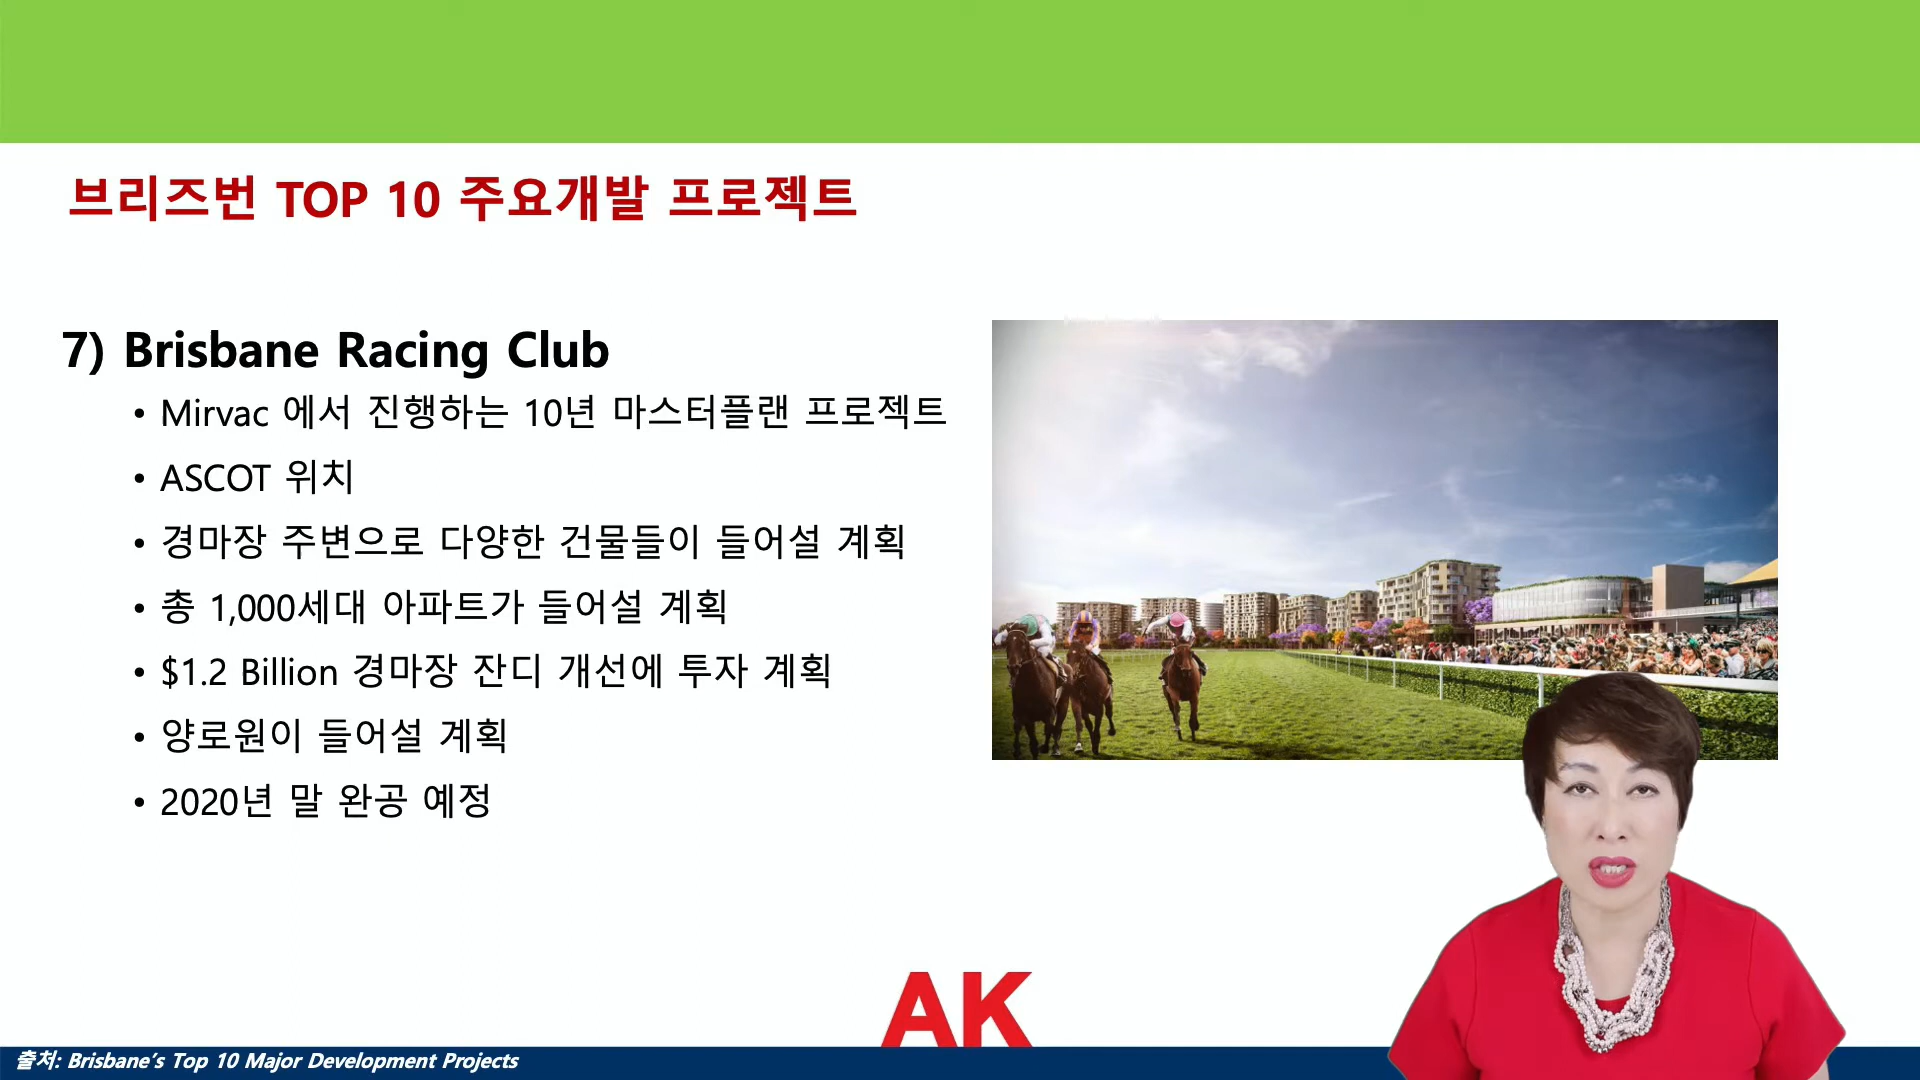 브리즈번 TOP 10 주요개발 프로젝트
7) Brisbane Racing Club
• Mirvac 에서 진행하는 10년 마스터플랜 프로젝트
• ASCOT 위치
• 경마장 주변으로 다양한 건물들이 들어설 계획
• 총 1,000세대 아파트가 들어설 계획
• $1.2 Billion 경마장 잔디 개선에 투자 계획
• 양로원이 들어설 계획
• 2020년 말 완공 예정
AK
출처: Brisbane’s Top 10 Major Development Projects